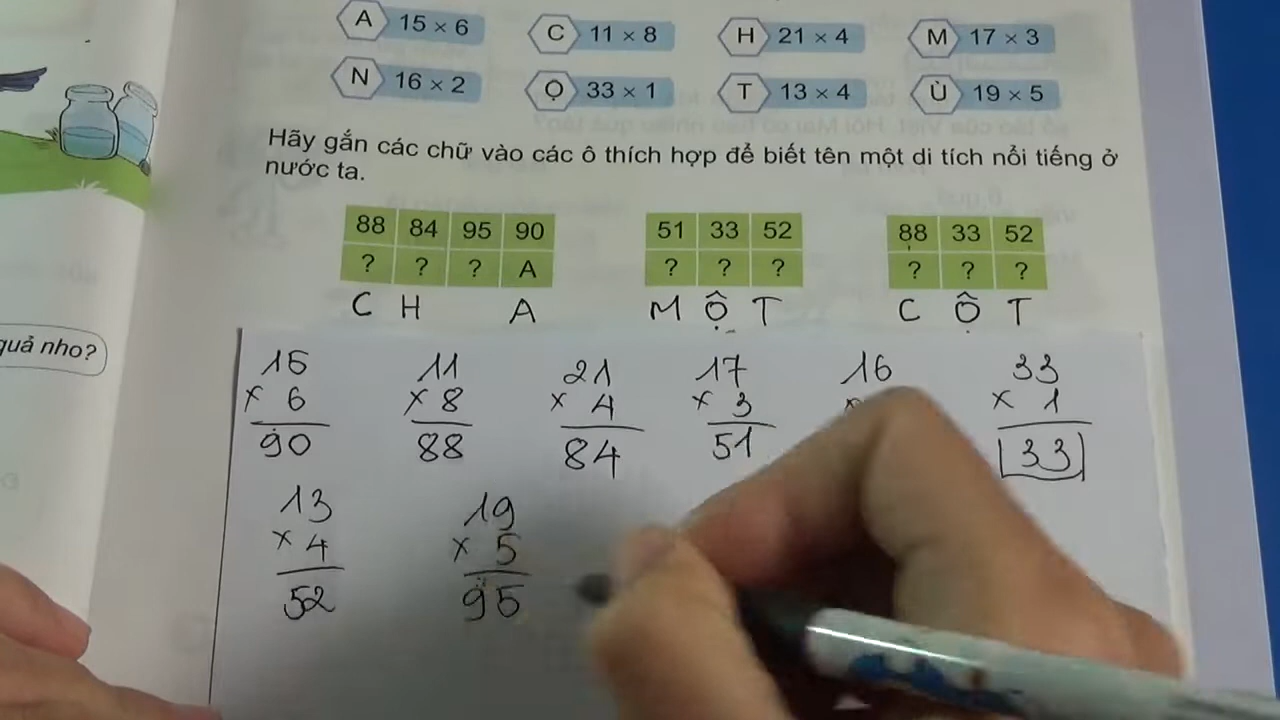 A 15 × 6 C 11 × 8 H 21 × 4 M 17 × 3
N 16 × 2 Ọ 33 × 1 T 13 × 4 Ù 19 × 5
Hãy gắn các chữ vào các ô thích hợp để biết tên một di tích nổi tiếng ở
nước ta.
88 84 95 90 51 33 52 88 33 52
? ? ? A ? ? ? ? ? ?
C H A M Ộ T C Ộ T
quả nho?
15 11 21 17 16 33
× 6 × 8 × 4 × 3 × 1
90 88 84 51 33
13 19
× 4 × 5
52 95